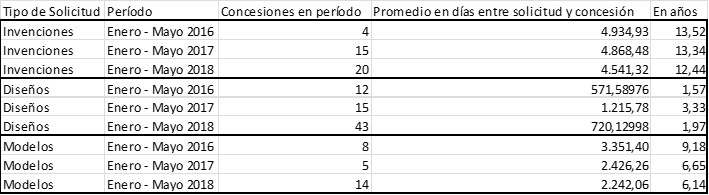 Tipo de Solicitud Período Concesiones en período Promedio en días entre solicitud y concesión En años
Invenciones Enero - Mayo 2016 4 4.934,93 13,52
Invenciones Enero - Mayo 2017 15 4.868,48 13,34
Invenciones Enero - Mayo 2018 20 4.541,32 12,44
Diseños Enero - Mayo 2016 12 571,58976 1,57
Diseños Enero - Mayo 2017 15 1.215,78 3,33
Diseños Enero - Mayo 2018 43 720,12998 1,97
Modelos Enero - Mayo 2016 8 3.351,40 9,18
Modelos Enero - Mayo 2017 5 2.426,26 6,65
Modelos Enero - Mayo 2018 14 2.242,06 6,14